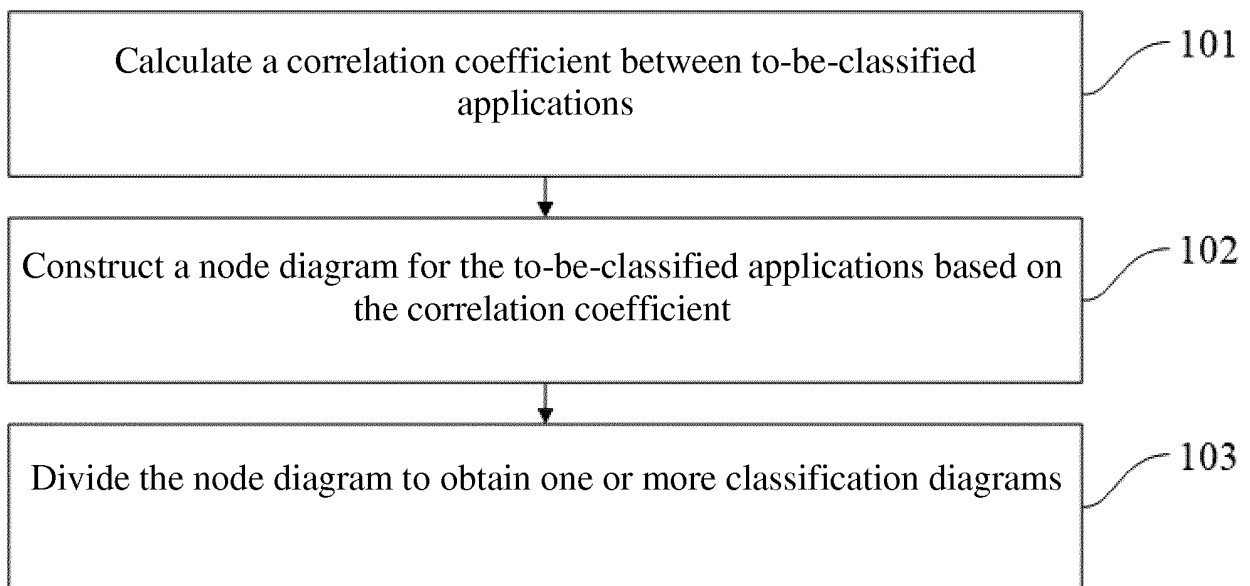 Calculate a correlation coefficient between to-be-classified
applications
101
Construct a node diagram for the to-be-classified applications based on
the correlation coefficient
102
Divide the node diagram to obtain one or more classification diagrams
103